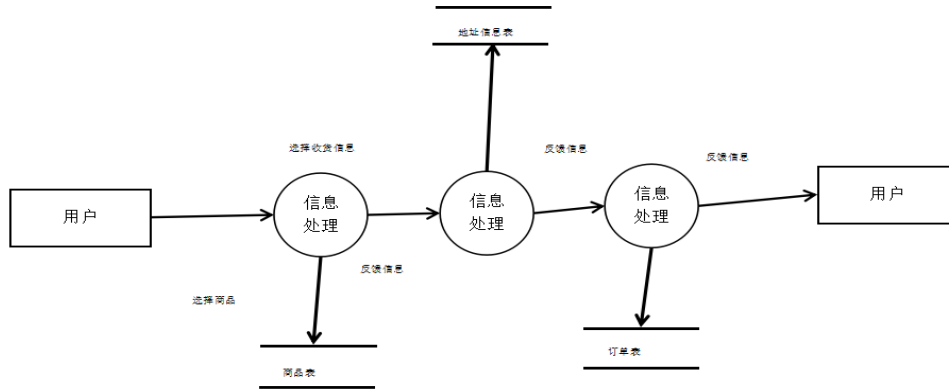 地址信息表
选择收货信息
反馈信息
反馈信息
用户
信息
处理
信息
处理
信息
处理
用户
反馈信息
选择商品
订单表
商品表